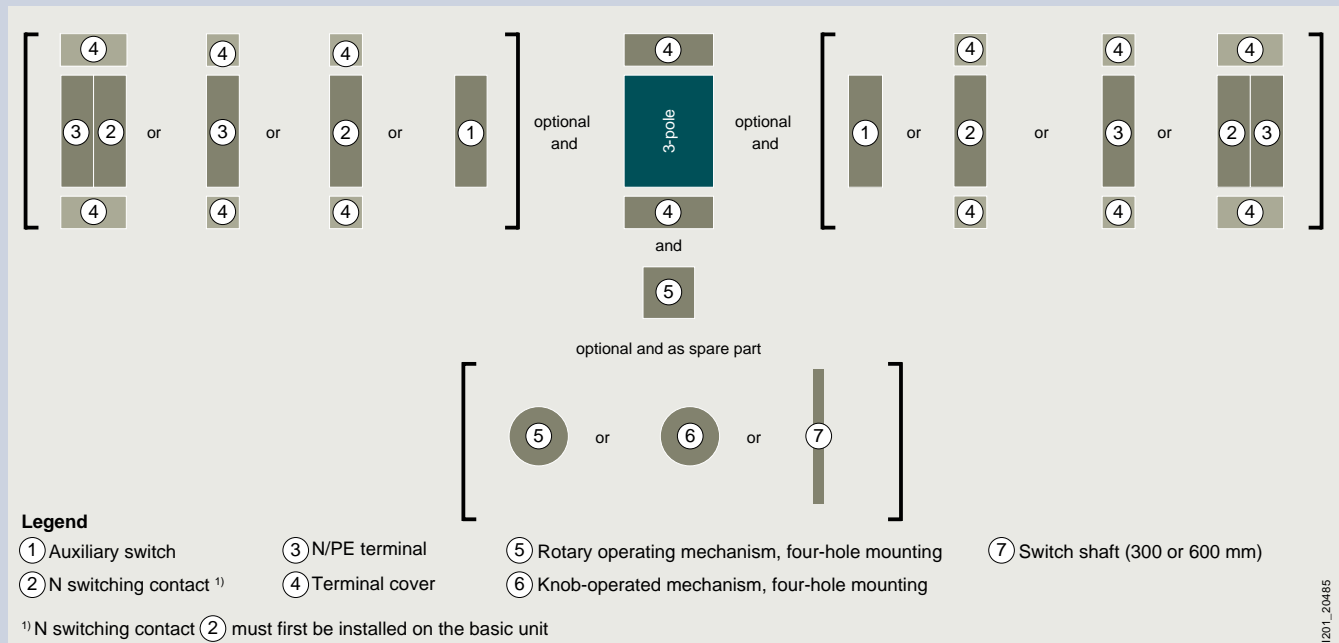 ④ ④ ④ ④ ④ ④ ④
③ ② or ③ or ② or ① optional and 3-pole optional and ① or ② or ③ or ② ③
④ ④ ④ ④ ④ ④ ④
and
⑤
optional and as spare part
⑤ or ⑥ or ⑦
Legend
① Auxiliary switch ③ N/PE terminal ⑤ Rotary operating mechanism, four-hole mounting ⑦ Switch shaft (300 or 600 mm)
② N switching contact ¹⁾ ④ Terminal cover ⑥ Knob-operated mechanism, four-hole mounting
¹⁾ N switching contact ② must first be installed on the basic unit
I201_20485